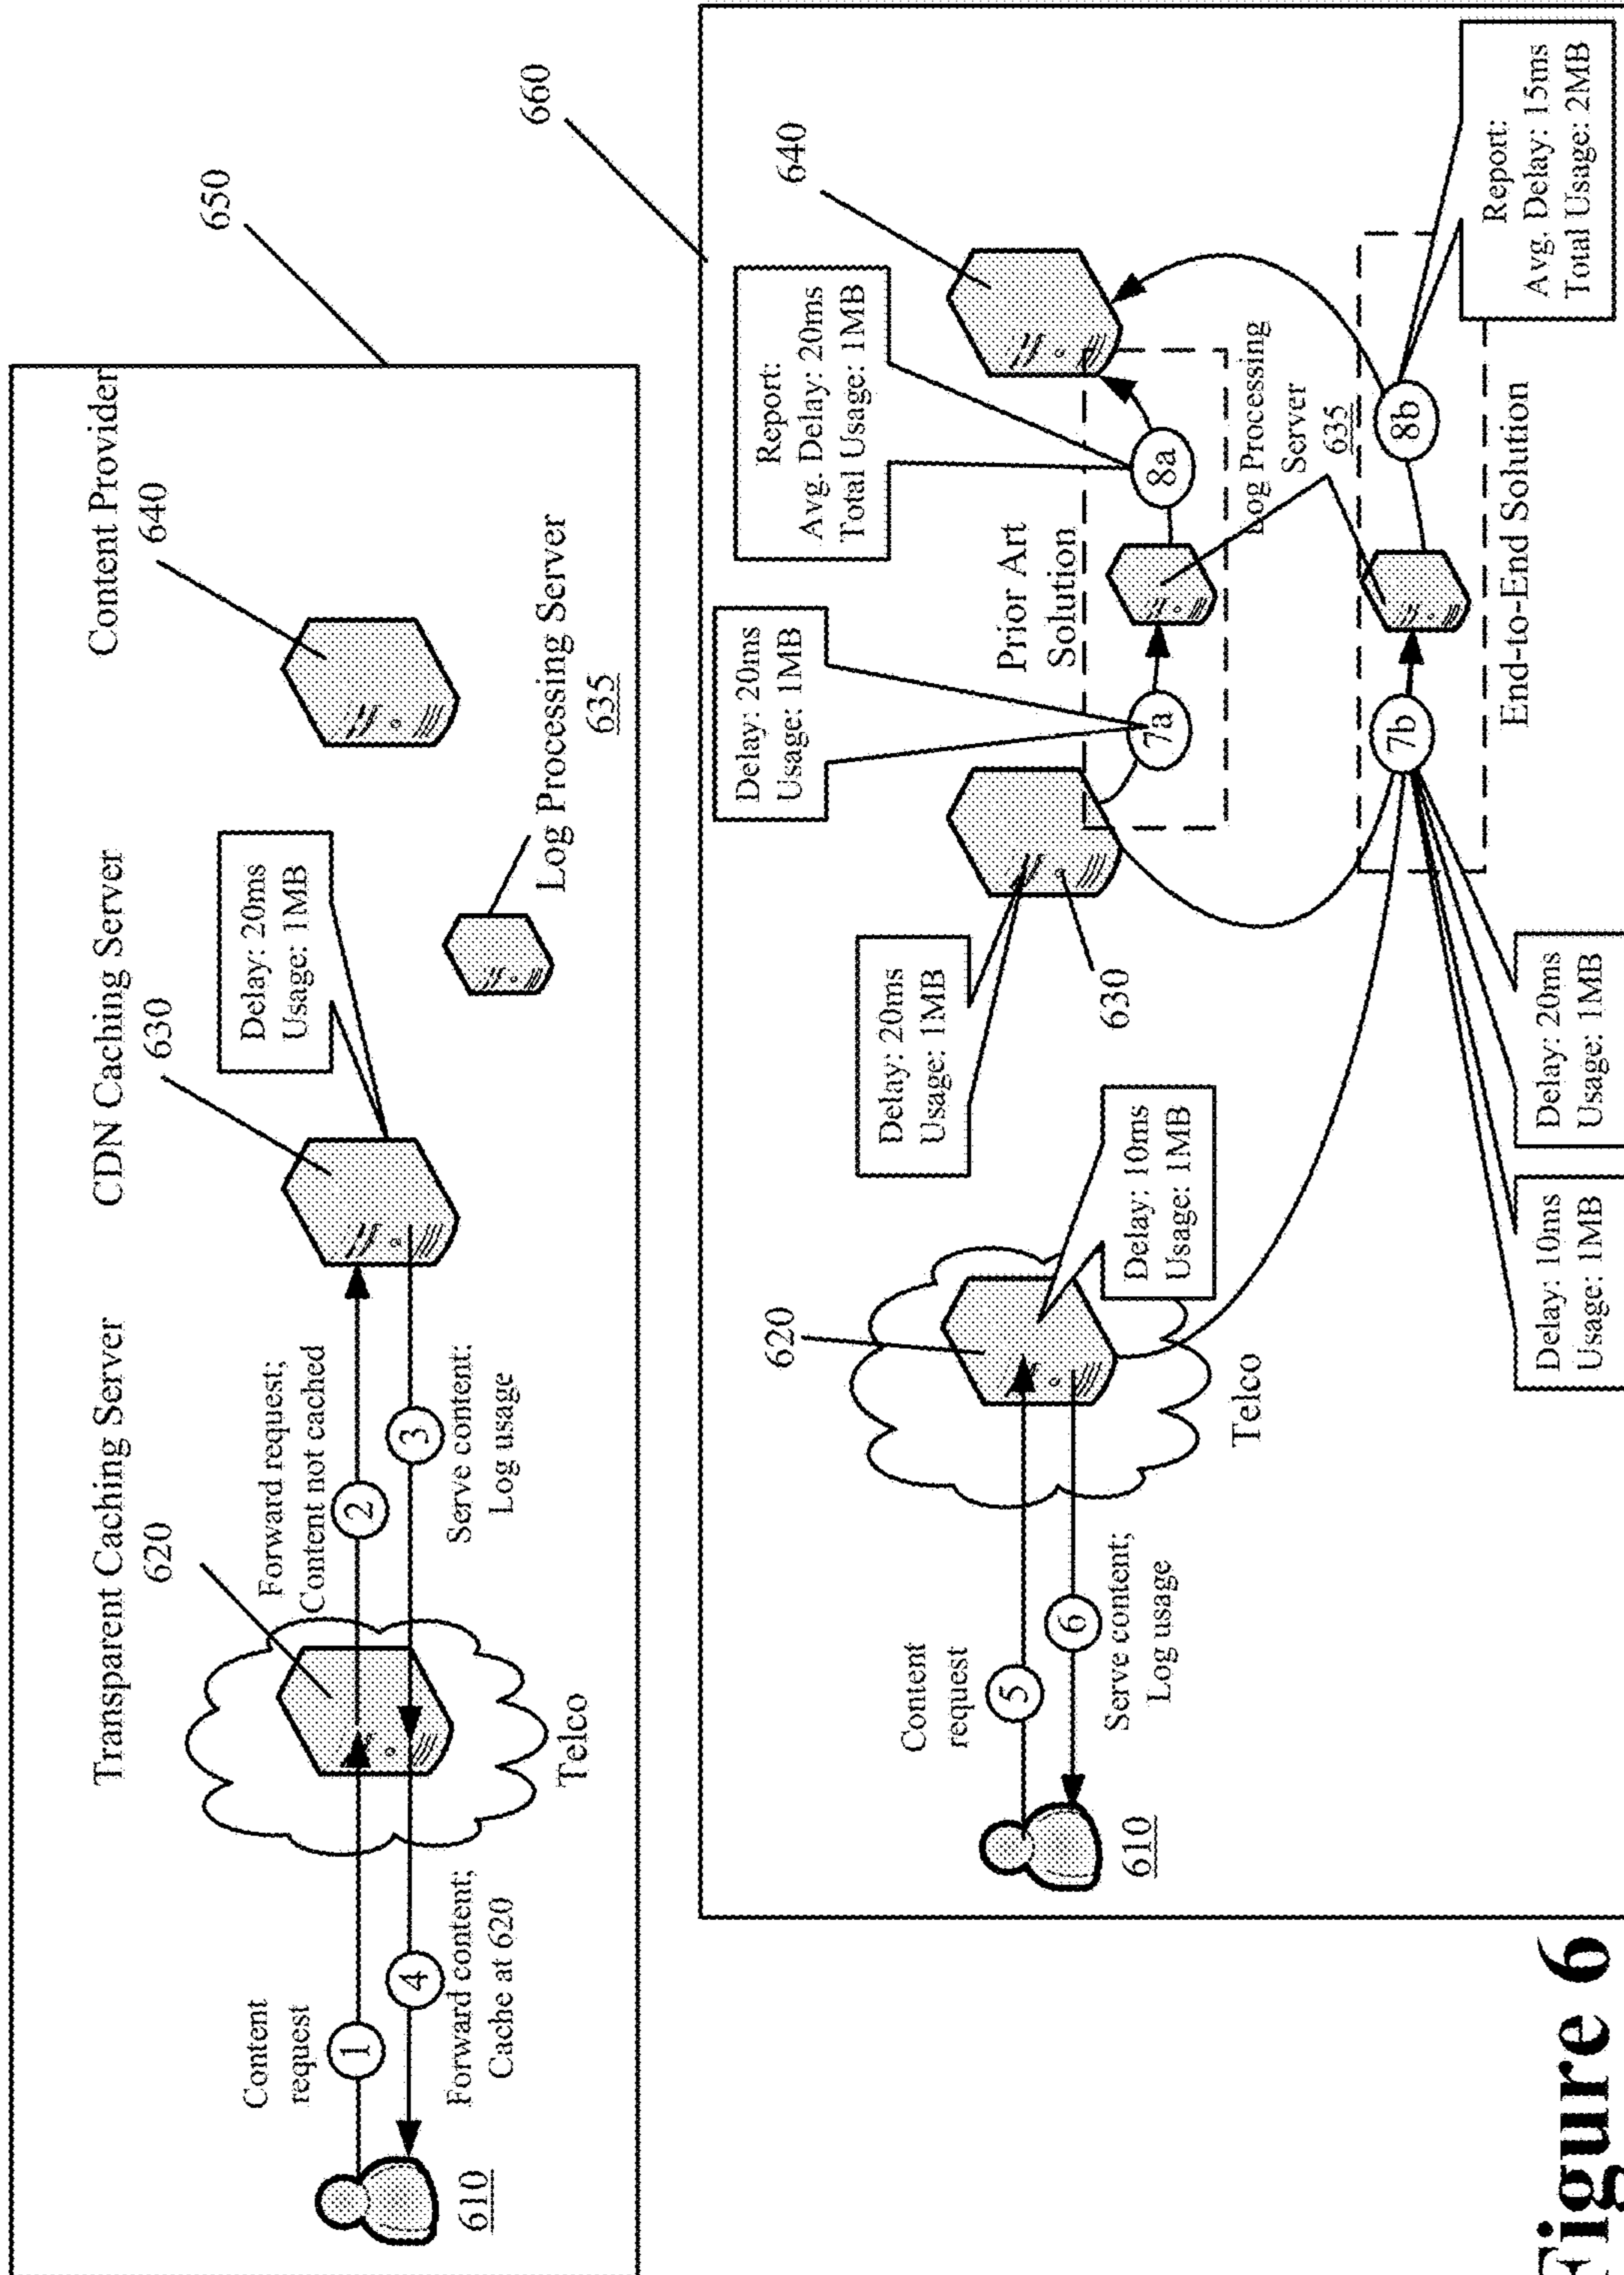 Transparent Caching Server
620
CDN Caching Server
630
Content Provider
640
650
Content
request
1
Forward request;
Content not cached
2
Delay: 20ms
Usage: 1MB
3
Serve content:
Log usage
4
Forward content;
Cache at 620
610
Telco
Log Processing Server
635
660
620
Content
request
5
6
Serve content;
Log usage
610
Telco
Delay: 10ms
Usage: 1MB
Delay: 20ms
Usage: 1MB
630
Delay: 20ms
Usage: 1MB
Prior Art
Solution
7a
Report:
Avg. Delay: 20ms
Total Usage: 1MB
8a
640
Log Processing
Server
635
7b
8b
End-to-End Solution
Delay: 10ms
Usage: 1MB
Delay: 20ms
Usage: 1MB
Report:
Avg. Delay: 15ms
Total Usage: 2MB
Figure 6